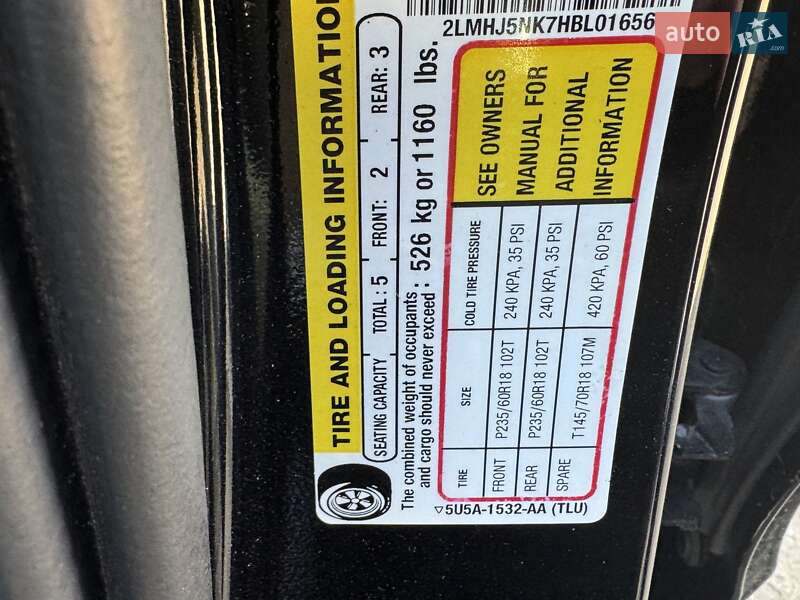 2LMHJ5NK7HBL01656
TIRE AND LOADING INFORMATION
SEATING CAPACITY TOTAL: 5 FRONT: 2 REAR: 3
The combined weight of occupants
and cargo should never exceed: 526 kg or 1160 lbs.
TIRE SIZE COLD TIRE PRESSURE
FRONT P235/60R18 102T 240 KPA, 35 PSI
REAR P235/60R18 102T 240 KPA, 35 PSI
SPARE T145/70R18 107M 420 KPA, 60 PSI
SEE OWNERS
MANUAL FOR
ADDITIONAL
INFORMATION
5U5A-1532-AA (TLU)
auto RIA
.com